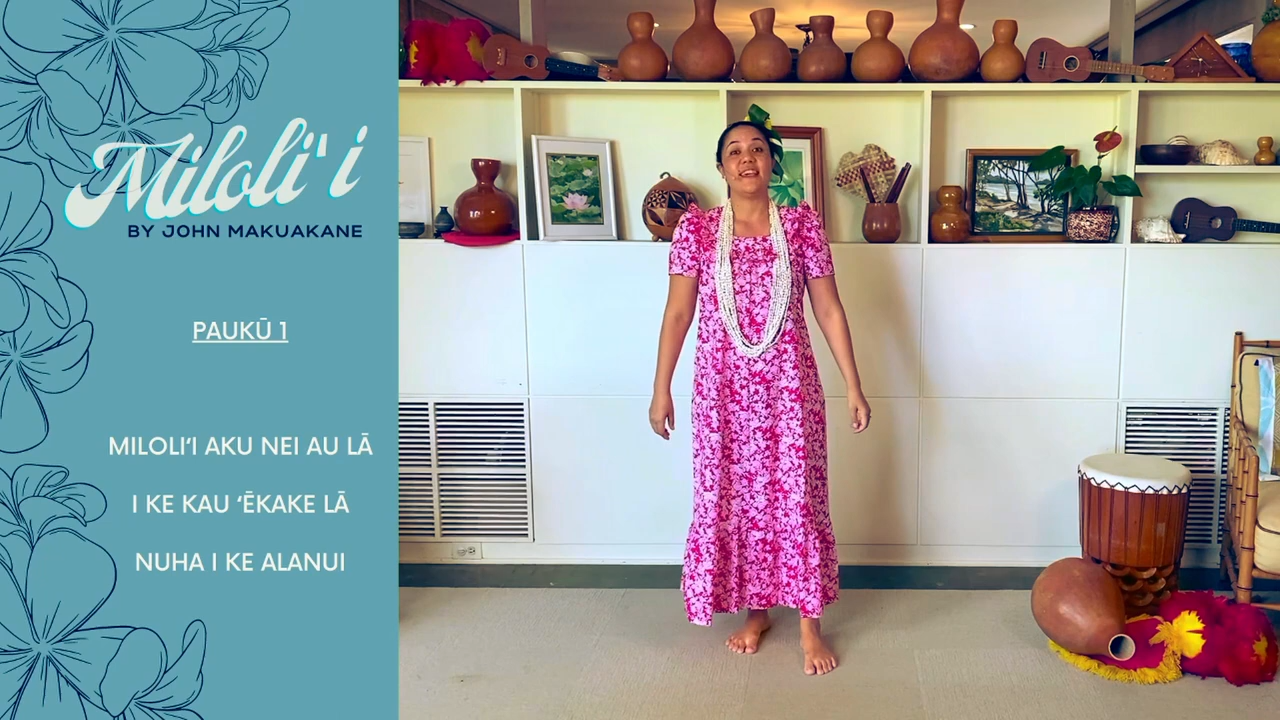 Miloli'i
BY JOHN MAKUAKANE
PAUKŪ 1
MILOLIʻI AKU NEI AU LĀ
I KE KAU ʻĒKAKE LĀ
NUHA I KE ALANUI